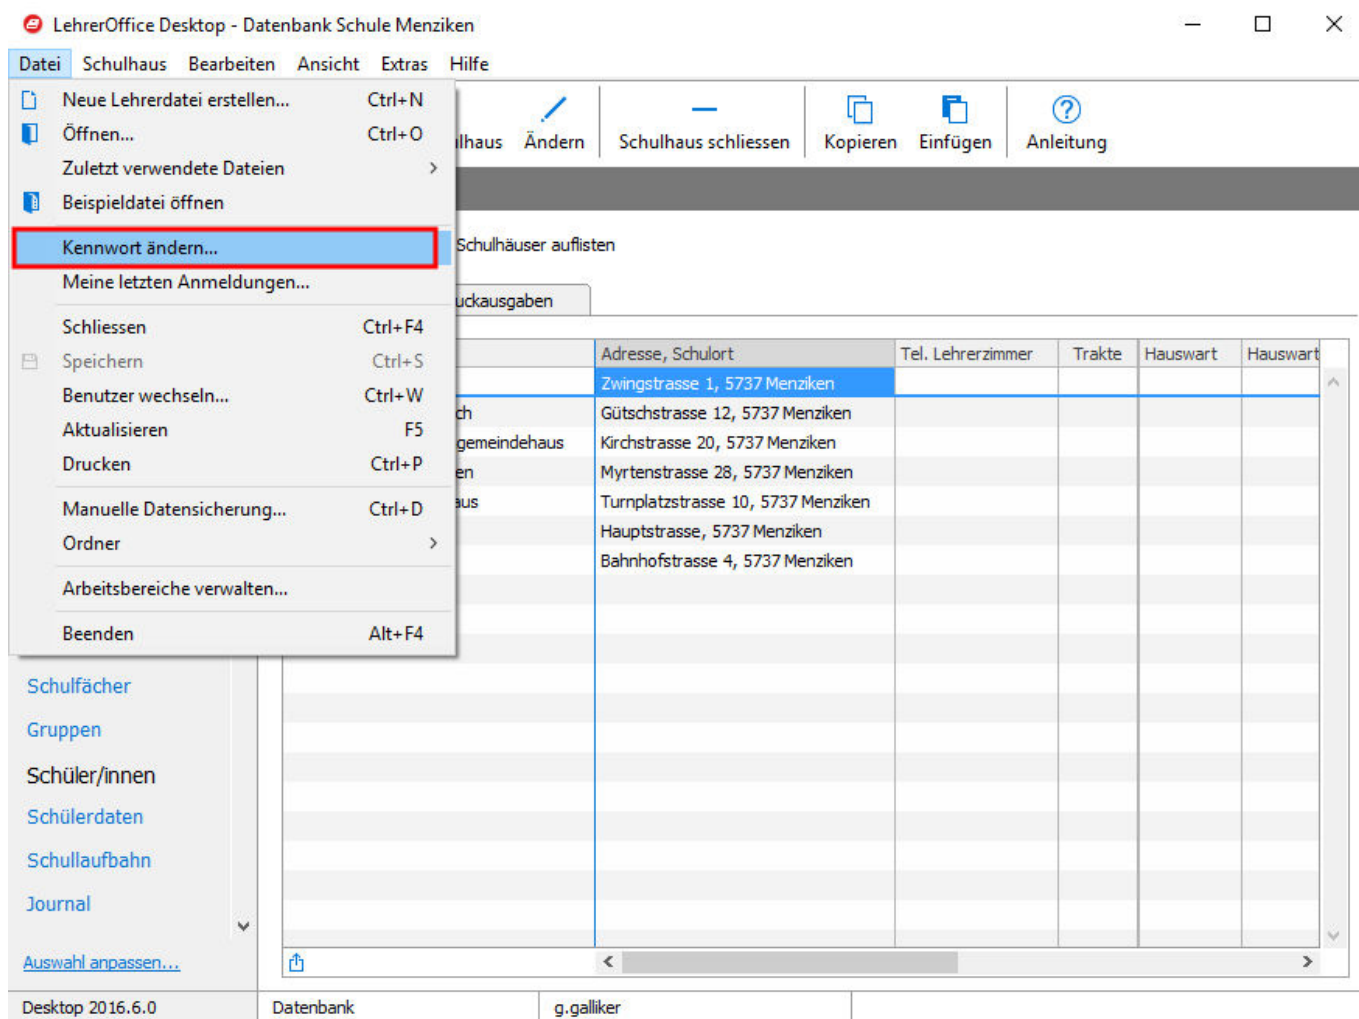 LehrerOffice Desktop - Datenbank Schule Menziken
Datei Schulhaus Bearbeiten Ansicht Extras Hilfe
Neue Lehrerdatei erstellen... Ctrl+N
Öffnen... Ctrl+O
Zuletzt verwendete Dateien
Beispieldatei öffnen
Kennwort ändern...
Meine letzten Anmeldungen...
Schliessen Ctrl+F4
Speichern Ctrl+S
Benutzer wechseln... Ctrl+W
Aktualisieren F5
Drucken Ctrl+P
Manuelle Datensicherung... Ctrl+D
Ordner
Arbeitsbereiche verwalten...
Beenden Alt+F4
lhaus Ändern Schulhaus schliessen Kopieren Einfügen Anleitung
Schulhäuser auflisten
uckausgaben
Adresse, Schulort Tel. Lehrerzimmer Trakte Hauswart Hauswart
Zwingstrasse 1, 5737 Menziken
ch Gütschstrasse 12, 5737 Menziken
gemeindehaus Kirchstrasse 20, 5737 Menziken
en Myrtenstrasse 28, 5737 Menziken
aus Turnplatzstrasse 10, 5737 Menziken
Hauptstrasse, 5737 Menziken
Bahnhofstrasse 4, 5737 Menziken
Schulfächer
Gruppen
Schüler/innen
Schülerdaten
Schullaufbahn
Journal
Auswahl anpassen...
Desktop 2016.6.0 Datenbank g.galliker